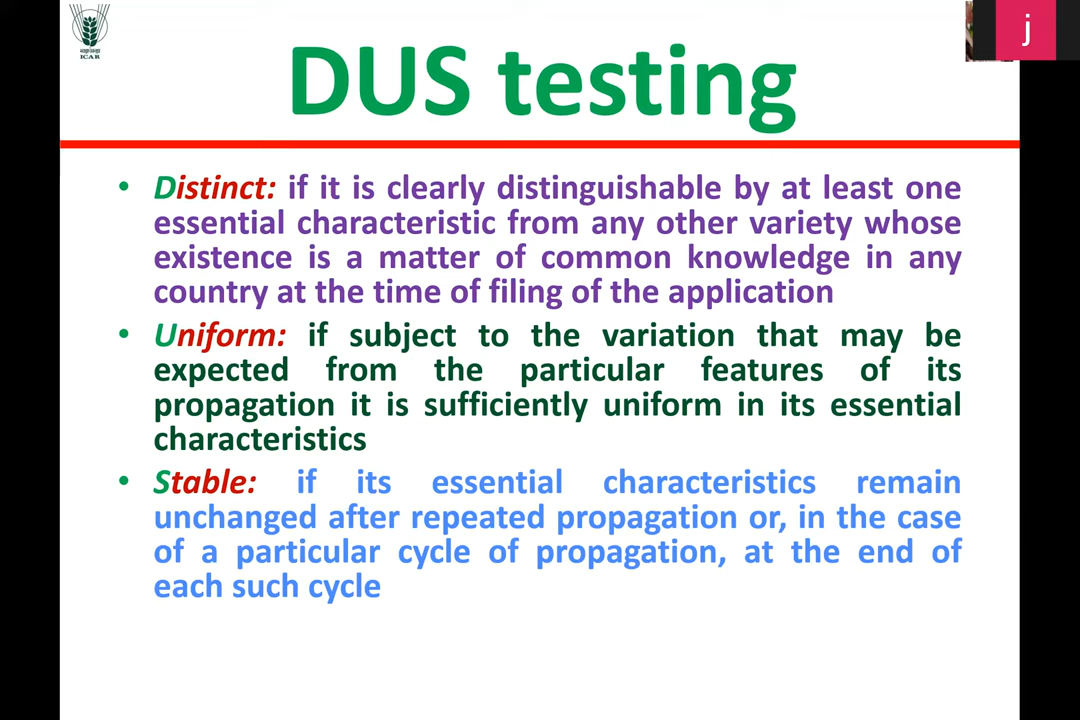 ICAR
j
DUS testing
• Distinct: if it is clearly distinguishable by at least one
essential characteristic from any other variety whose
existence is a matter of common knowledge in any
country at the time of filing of the application
• Uniform: if subject to the variation that may be
expected from the particular features of its
propagation it is sufficiently uniform in its essential
characteristics
• Stable: if its essential characteristics remain
unchanged after repeated propagation or, in the case
of a particular cycle of propagation, at the end of
each such cycle